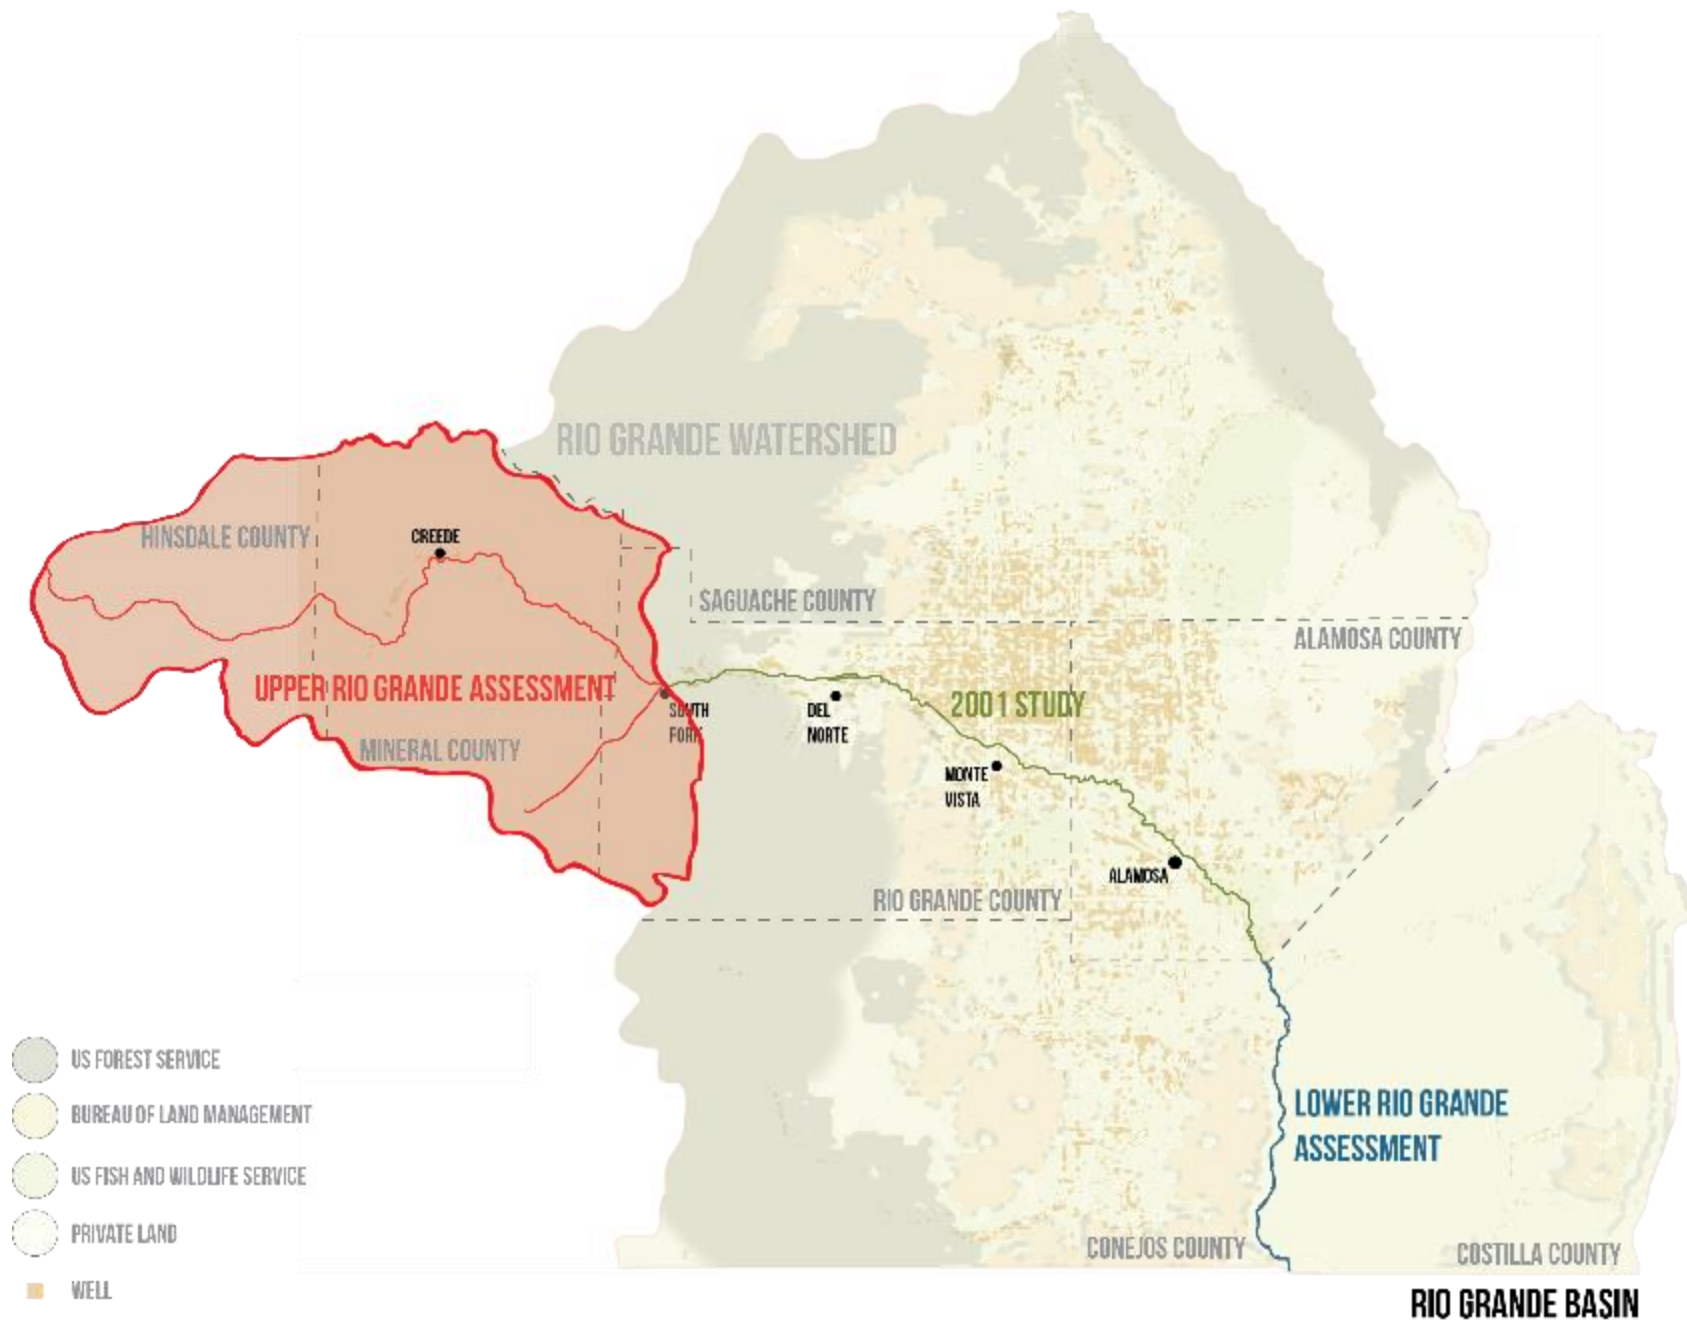 RIO GRANDE WATERSHED
HINSDALE COUNTY
CREEDE
SAGUACHE COUNTY
ALAMOSA COUNTY
UPPER RIO GRANDE ASSESSMENT
SOUTH
FORK
DEL
NORTE
2001 STUDY
MINERAL COUNTY
MONTE
VISTA
ALAMOSA
RIO GRANDE COUNTY
US FOREST SERVICE
BUREAU OF LAND MANAGEMENT
US FISH AND WILDLIFE SERVICE
PRIVATE LAND
WELL
LOWER RIO GRANDE
ASSESSMENT
CONEJOS COUNTY
COSTILLA COUNTY
RIO GRANDE BASIN